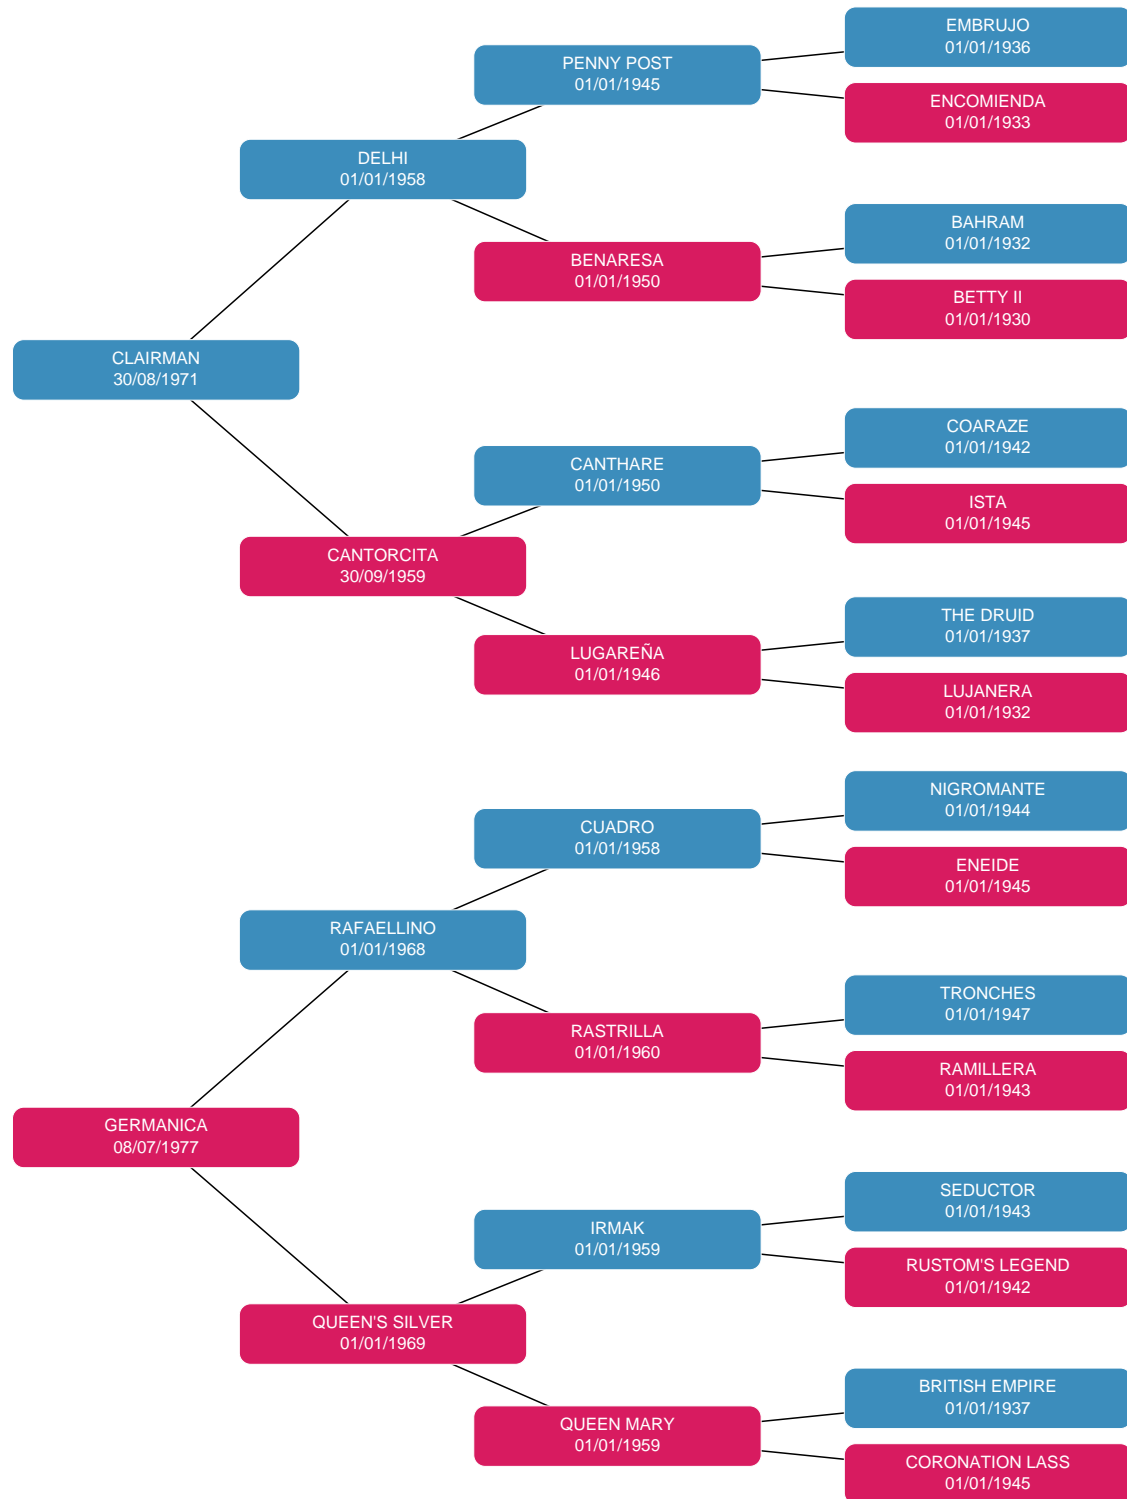 EMBRUJO
01/01/1936
PENNY POST
01/01/1945
ENCOMIENDA
01/01/1933
DELHI
01/01/1958
BAHRAM
01/01/1932
BENARESA
01/01/1950
BETTY II
01/01/1930
CLAIRMAN
30/08/1971
COARAZE
01/01/1942
CANTHARE
01/01/1950
ISTA
01/01/1945
CANTORCITA
30/09/1959
THE DRUID
01/01/1937
LUGAREÑA
01/01/1946
LUJANERA
01/01/1932
NIGROMANTE
01/01/1944
CUADRO
01/01/1958
ENEIDE
01/01/1945
RAFAELLINO
01/01/1968
TRONCHES
01/01/1947
RASTRILLA
01/01/1960
RAMILLERA
01/01/1943
GERMANICA
08/07/1977
SEDUCTOR
01/01/1943
IRMAK
01/01/1959
RUSTOM'S LEGEND
01/01/1942
QUEEN'S SILVER
01/01/1969
BRITISH EMPIRE
01/01/1937
QUEEN MARY
01/01/1959
CORONATION LASS
01/01/1945